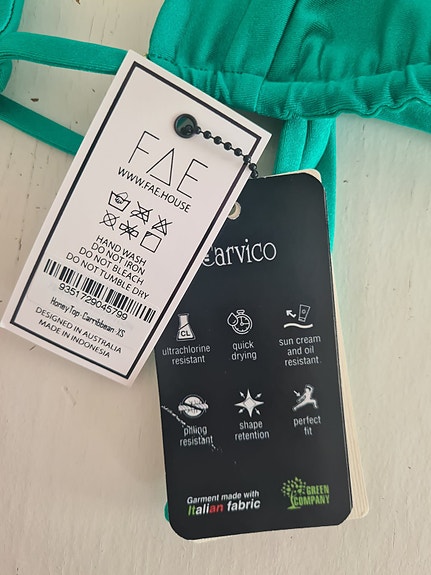 FAE
WWW.FAE.HOUSE
HAND WASH
DO NOT IRON
DO NOT BLEACH
DO NOT TUMBLE DRY
9351729045799
Honey Top: Carribbean: XS
DESIGNED IN AUSTRALIA
MADE IN INDONESIA
Carvico
CL
ultrachlorine
resistant
quick
drying
sun cream
and oil
resistant
pilling
resistant
shape
retention
perfect
fit
Garment made with
Italian fabric
GREEN
COMPANY